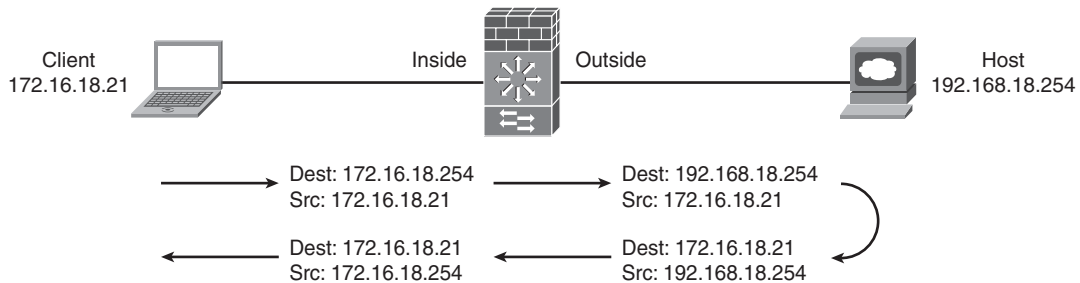 Client
172.16.18.21
Inside
Outside
Host
192.168.18.254
Dest: 172.16.18.254
Src: 172.16.18.21
Dest: 192.168.18.254
Src: 172.16.18.21
Dest: 172.16.18.21
Src: 172.16.18.254
Dest: 172.16.18.21
Src: 192.168.18.254